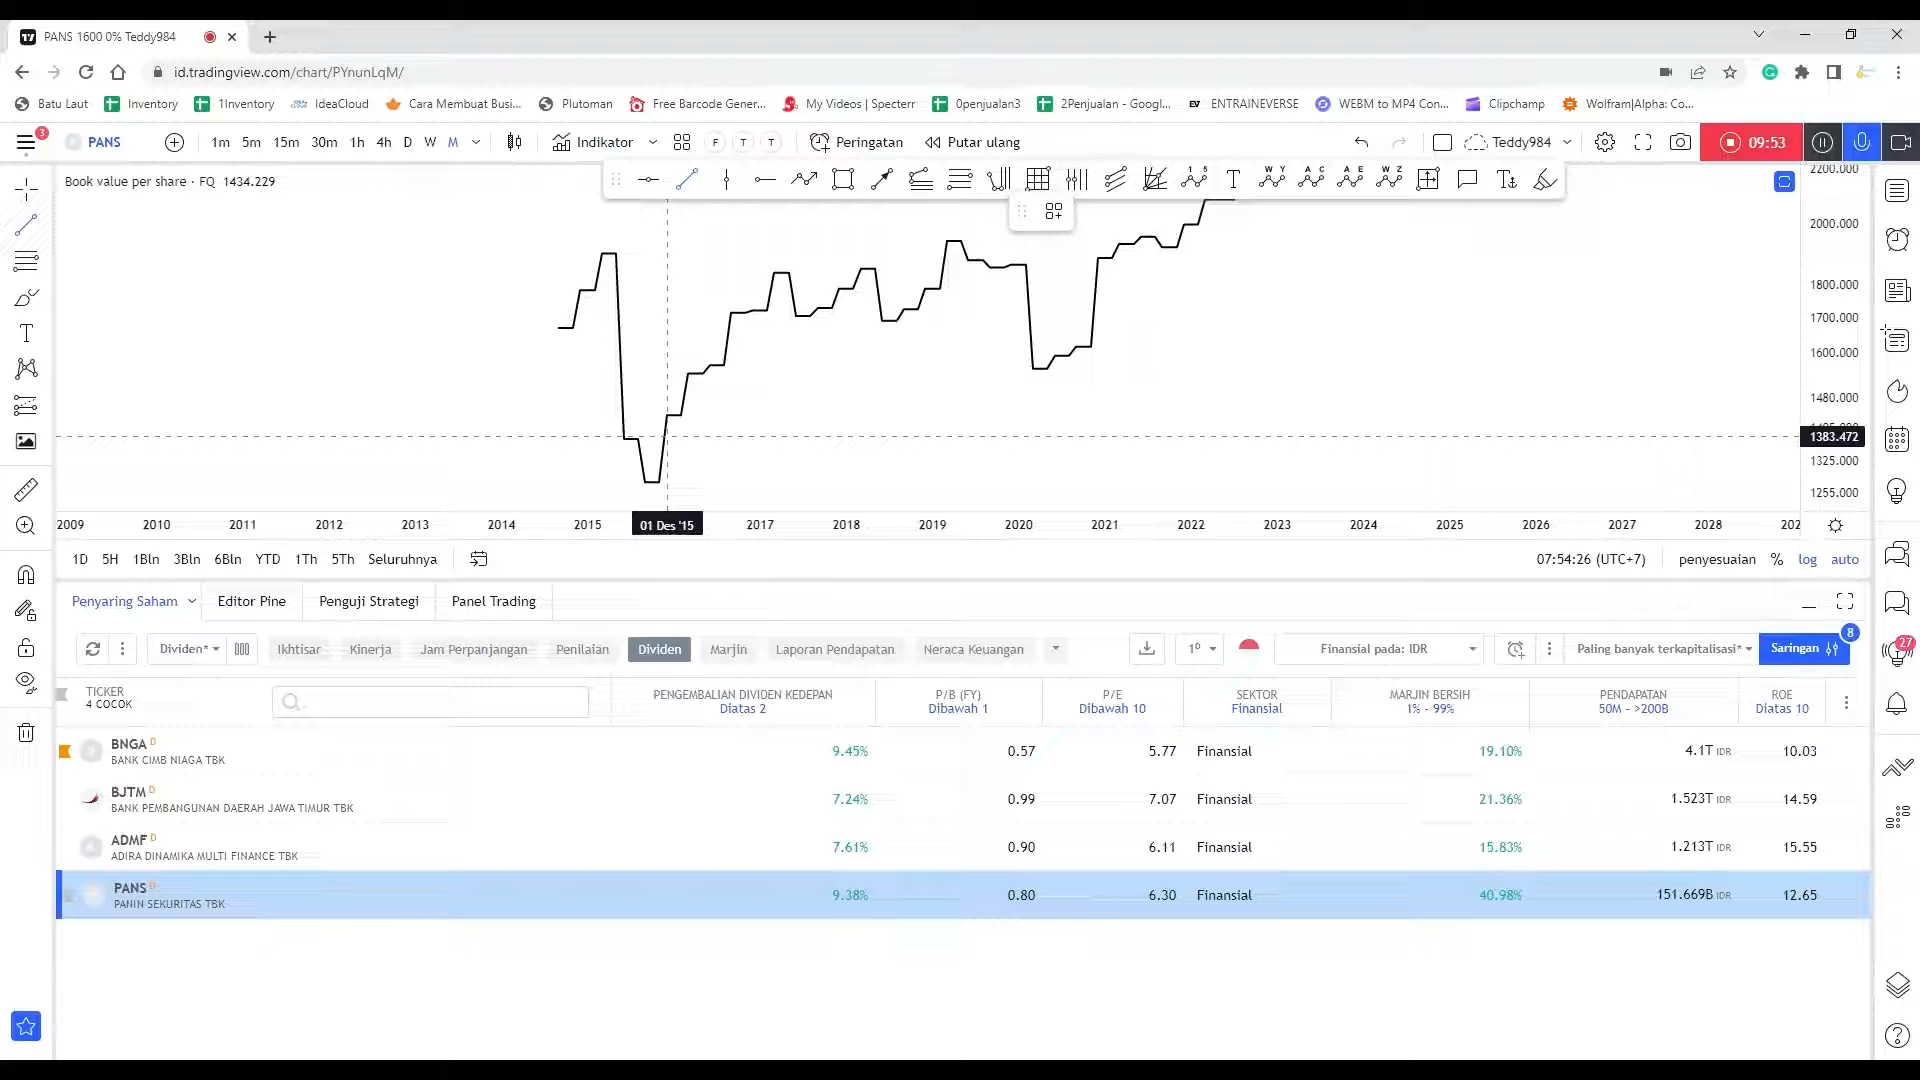 PANS 1600 0% Teddy984
id.tradingview.com/chart/PYnunLqM/
Batu Laut Inventory 1Inventory IdeaCloud Cara Membuat Busi... Plutoman Free Barcode Gener... My Videos | Specterr 0penjualan3 2Penjualan - Googl... ENTRAINEVERSE WEBM to MP4 Con... Clipchamp Wolfram|Alpha: Co...
3 PANS 1m 5m 15m 30m 1h 4h D W M Indikator F T T Peringatan Putar ulang Teddy984 09:53
Book value per share · FQ 1434.229
2200.000
2000.000
1800.000
1700.000
1600.000
1480.000
1383.472
1325.000
1255.000
2009 2010 2011 2012 2013 2014 2015 01 Des '15 2017 2018 2019 2020 2021 2022 2023 2024 2025 2026 2027 2028
1D 5H 1Bln 3Bln 6Bln YTD 1Th 5Th Seluruhnya 07:54:26 (UTC+7) penyesuaian % log auto
Penyaring Saham Editor Pine Penguji Strategi Panel Trading
8
27
Dividen* Ikhtisar Kinerja Jam Perpanjangan Penilaian Dividen Marjin Laporan Pendapatan Neraca Keuangan 1D Finansial pada: IDR Paling banyak terkapitalisasi* Saringan
TICKER PENGEMBALIAN DIVIDEN KEDEPAN P/B (FY) P/E SEKTOR MARJIN BERSIH PENDAPATAN ROE
4 COCOK Diatas 2 Dibawah 1 Dibawah 10 Finansial 1% - 99% 50M - >200B Diatas 10
BNGA D 9.45% 0.57 5.77 Finansial 19.10% 4.1T IDR 10.03
BANK CIMB NIAGA TBK
BJTM D 7.24% 0.99 7.07 Finansial 21.36% 1.523T IDR 14.59
BANK PEMBANGUNAN DAERAH JAWA TIMUR TBK
ADMF D 7.61% 0.90 6.11 Finansial 15.83% 1.213T IDR 15.55
ADIRA DINAMIKA MULTI FINANCE TBK
PANS D 9.38% 0.80 6.30 Finansial 40.98% 151.669B IDR 12.65
PANIN SEKURITAS TBK